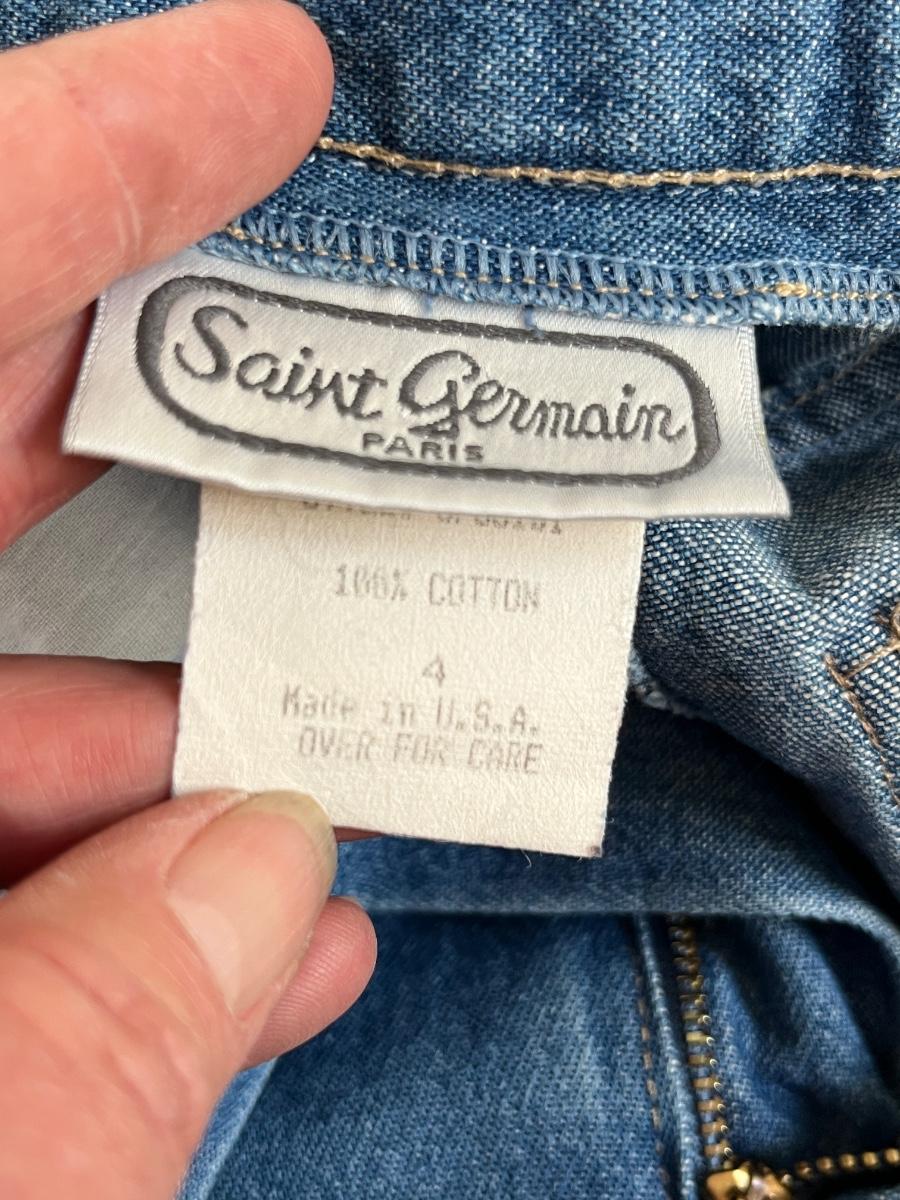 Saint Germain
PARIS
100% COTTON
4
Made in U.S.A.
OVER FOR CARE